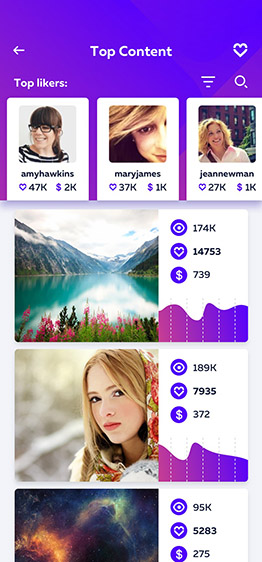 Top Content
Top likers:
amyhawkins
47K $ 2K
maryjames
37K $ 1K
jeannewman
27K $ 1K
174K
14753
$ 739
189K
7935
$ 372
95K
5283
$ 275